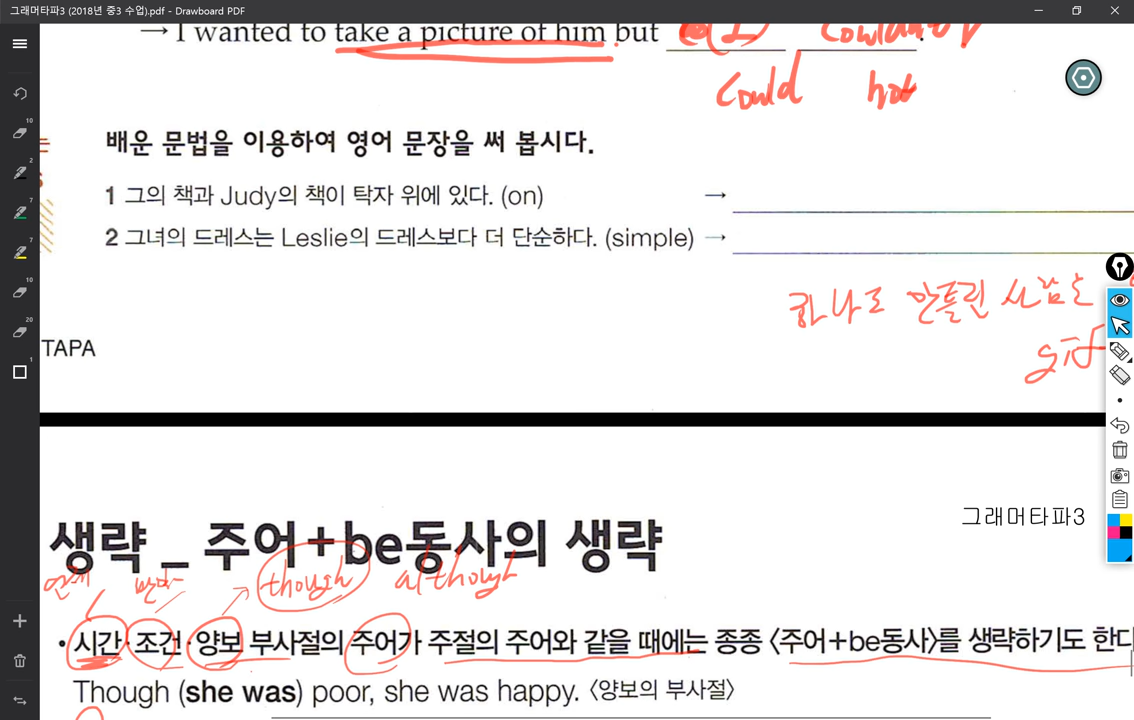 그래머타파3 (2018년 중3 수업).pdf - Drawboard PDF
→ I wanted to take a picture of him but
could not
배운 문법을 이용하여 영어 문장을 써 봅시다.
1 그의 책과 Judy의 책이 탁자 위에 있다. (on) →
2 그녀의 드레스는 Leslie의 드레스보다 더 단순하다. (simple) →
하나도 안틀린 사람은
TAPA
그래머타파3
생략_ 주어+be동사의 생략
though although
• 시간·조건·양보 부사절의 주어가 주절의 주어와 같을 때에는 종종 〈주어+be동사〉를 생략하기도 한다
Though (she was) poor, she was happy. 〈양보의 부사절〉